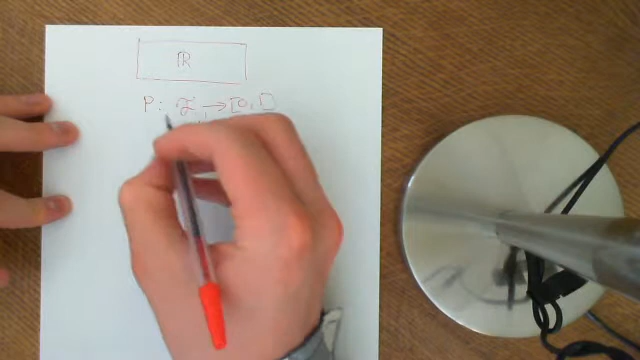 ℝ
P: ℱ → [0,1]